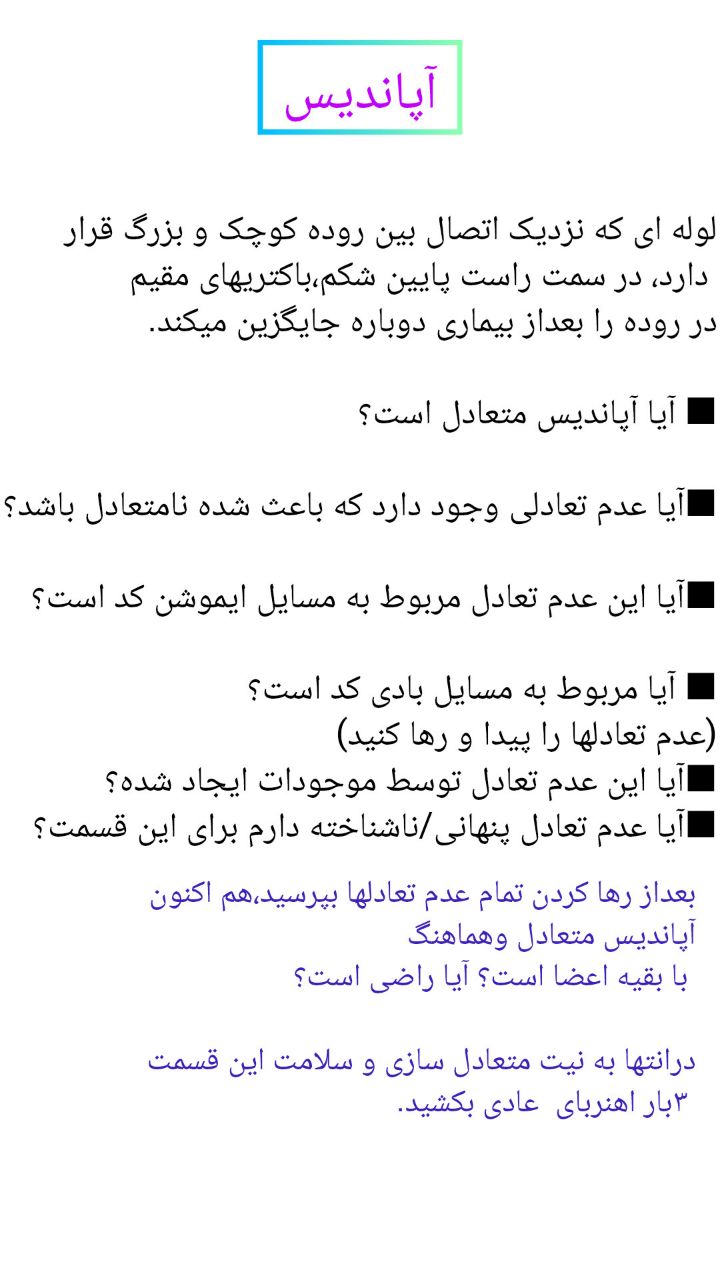 آپاندیس
لوله ای که نزدیک اتصال بین روده کوچک و بزرگ قرار
دارد، در سمت راست پایین شکم،باکتریهای مقیم
در روده را بعداز بیماری دوباره جایگزین میکند.
■ آیا آپاندیس متعادل است؟
■آیا عدم تعادلی وجود دارد که باعث شده نامتعادل باشد؟
■آیا این عدم تعادل مربوط به مسایل ایموشن کد است؟
■ آیا مربوط به مسایل بادی کد است؟
(عدم تعادلها را پیدا و رها کنید)
■آیا این عدم تعادل توسط موجودات ایجاد شده؟
■آیا عدم تعادل پنهانی/ناشناخته دارم برای این قسمت؟
بعداز رها کردن تمام عدم تعادلها بپرسید،هم اکنون
آپاندیس متعادل وهماهنگ
با بقیه اعضا است؟ آیا راضی است؟
درانتها به نیت متعادل سازی و سلامت این قسمت
۳بار اهنربای عادی بکشید.